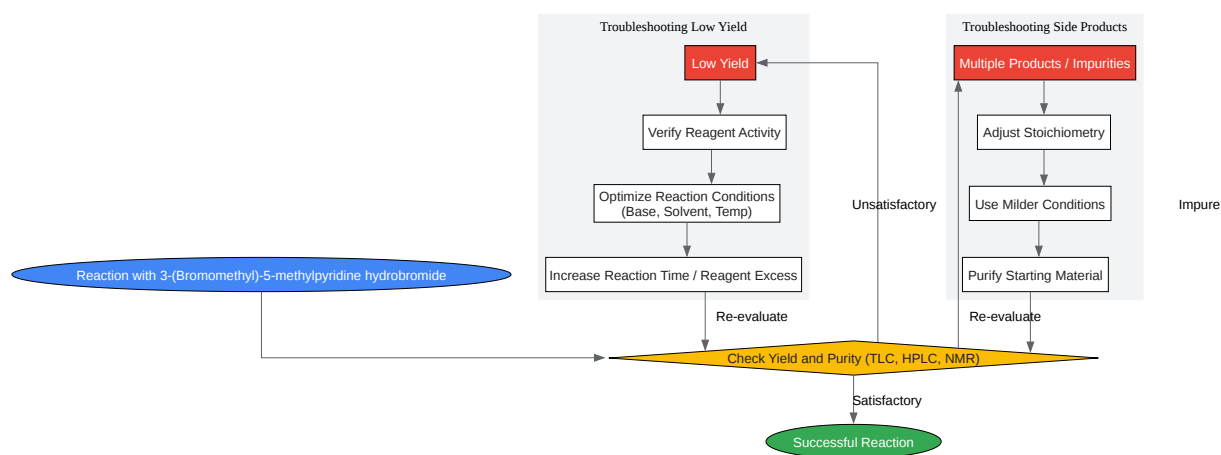 Troubleshooting Low Yield
Troubleshooting Side Products
Low Yield
Multiple Products / Impurities
Verify Reagent Activity
Adjust Stoichiometry
Optimize Reaction Conditions
(Base, Solvent, Temp)
Unsatisfactory
Use Milder Conditions
Impure
Reaction with 3-(Bromomethyl)-5-methylpyridine hydrobromide
Increase Reaction Time / Reagent Excess
Purify Starting Material
Re-evaluate
Re-evaluate
Check Yield and Purity (TLC, HPLC, NMR)
Satisfactory
Successful Reaction